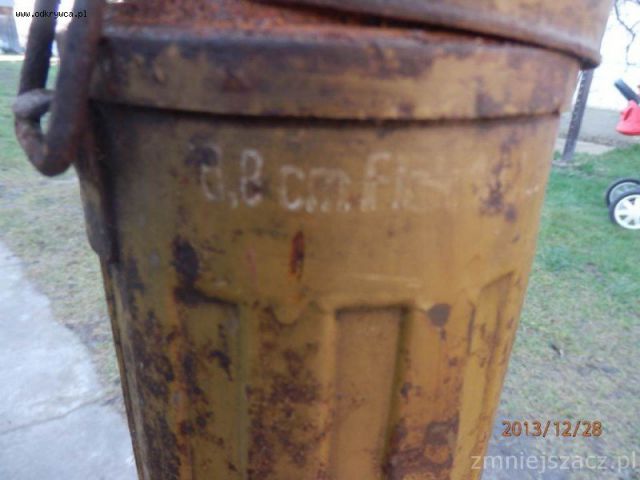 www.odkrywca.pl
8,8 cm
2013/12/28
zmniejszacz.pl